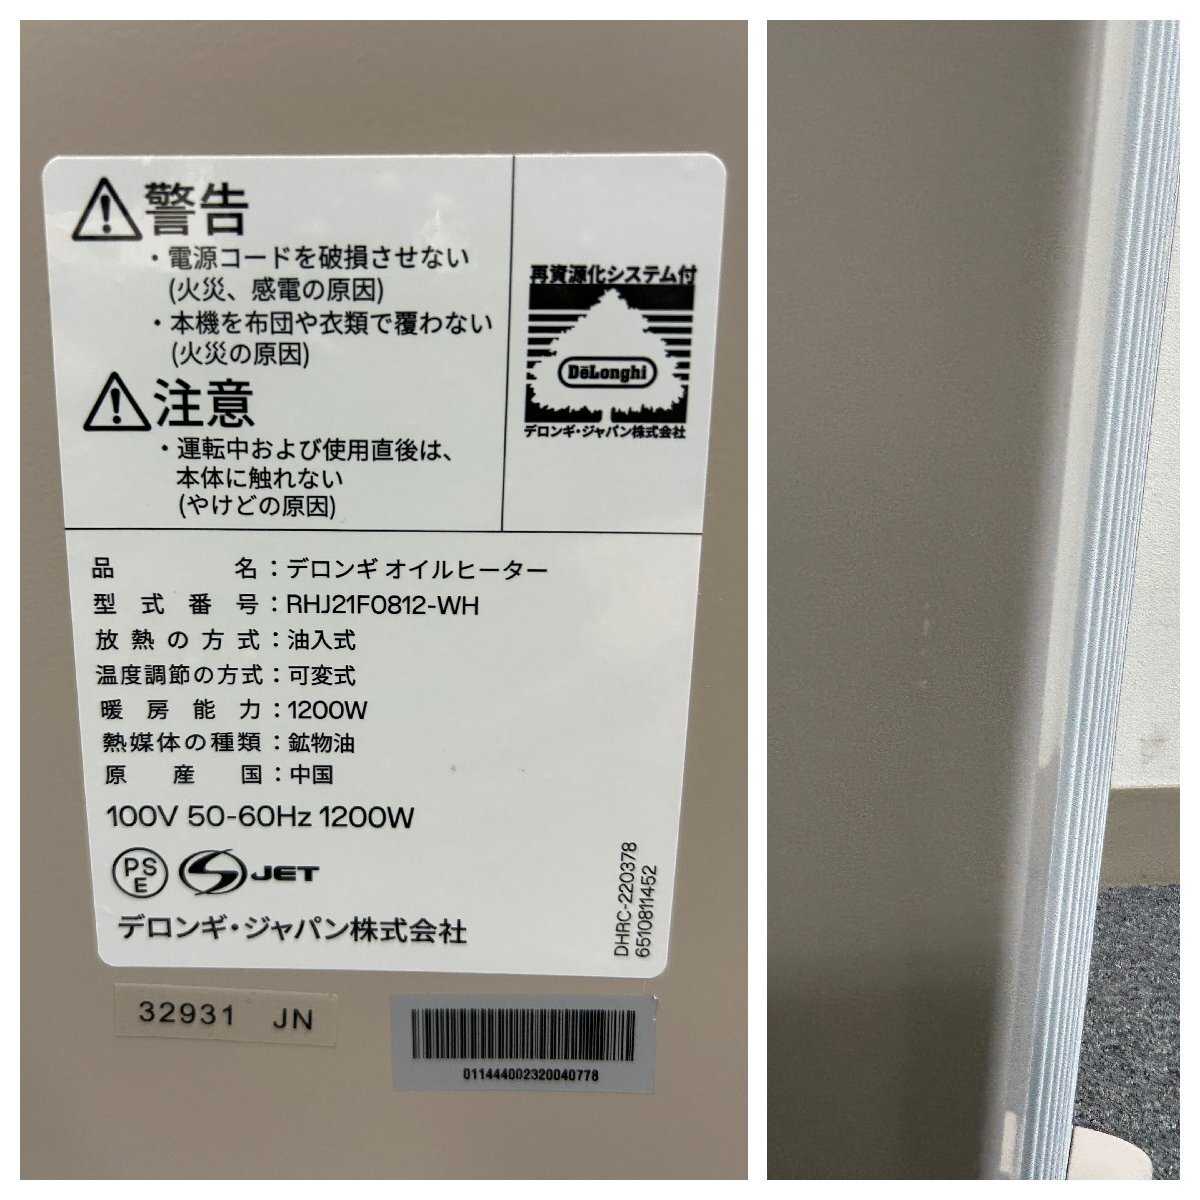 警告
・電源コードを破損させない
(火災、感電の原因)
・本機を布団や衣類で覆わない
(火災の原因)
注意
・運転中および使用直後は、
本体に触れない
(やけどの原因)
再資源化システム付
DēLonghi
デロンギ・ジャパン株式会社
品名：デロンギ オイルヒーター
型式番号：RHJ21F0812-WH
放熱の方式：油入式
温度調節の方式：可変式
暖房能力：1200W
熱媒体の種類：鉱物油
原産国：中国
100V 50-60Hz 1200W
PSE
S JET
デロンギ・ジャパン株式会社
DHRC-220378
6510811452
32931 JN
011444002320040778